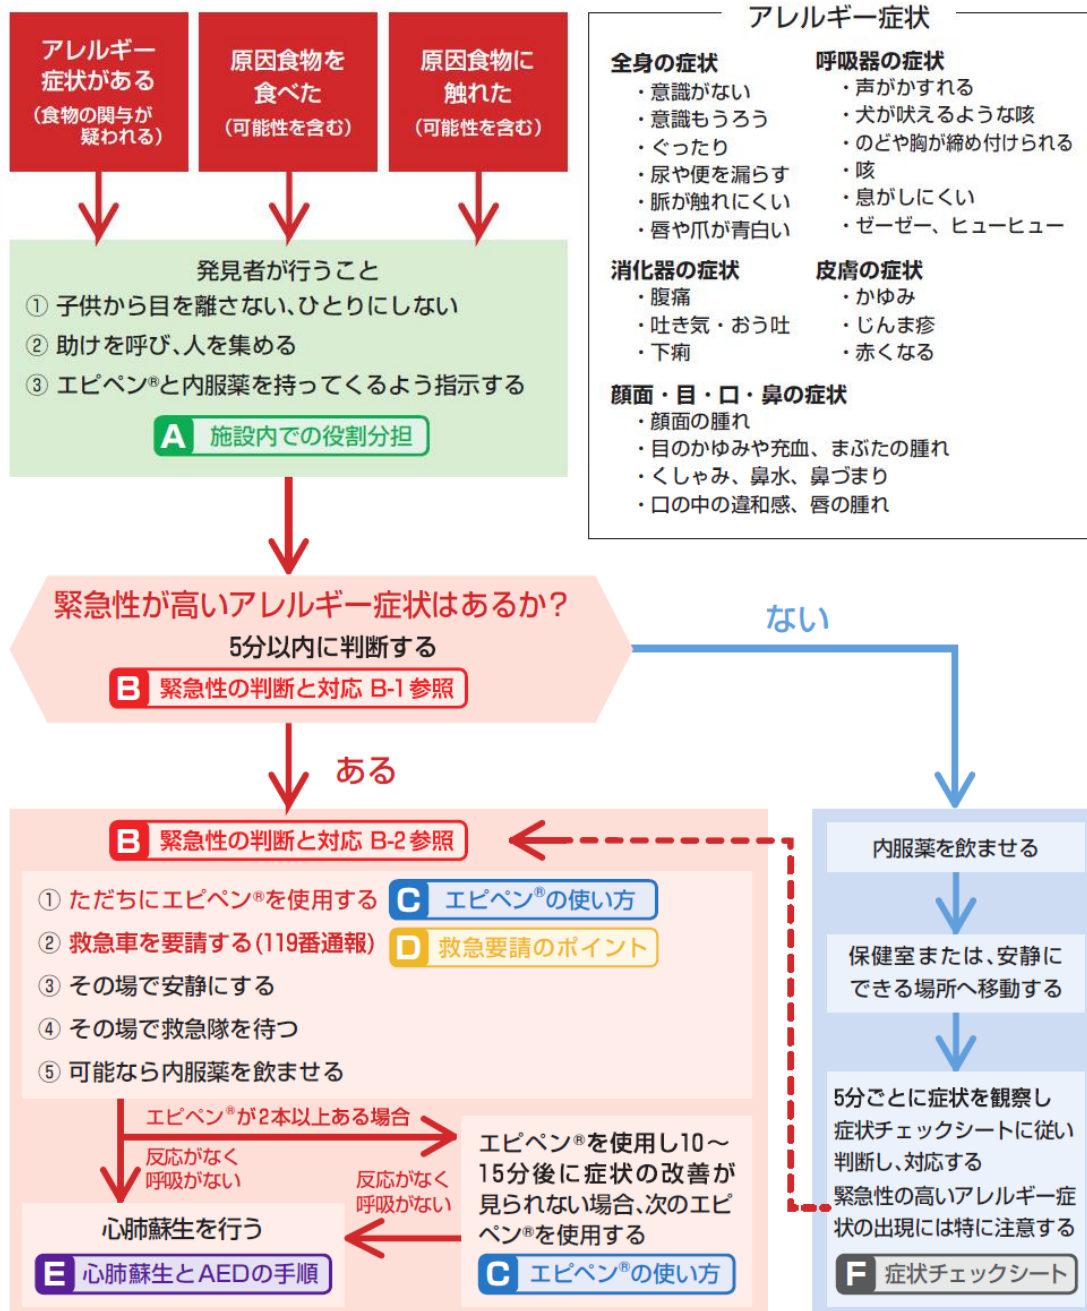 アレルギー
症状がある
(食物の関与が
疑われる)
原因食物を
食べた
(可能性を含む)
原因食物に
触れた
(可能性を含む)
アレルギー症状
全身の症状
・意識がない
・意識もうろう
・ぐったり
・尿や便を漏らす
・脈が触れにくい
・唇や爪が青白い
呼吸器の症状
・声がかすれる
・犬が吠えるような咳
・のどや胸が締め付けられる
・咳
・息がしにくい
・ゼーゼー、ヒューヒュー
消化器の症状
・腹痛
・吐き気・おう吐
・下痢
皮膚の症状
・かゆみ
・じんま疹
・赤くなる
顔面・目・口・鼻の症状
・顔面の腫れ
・目のかゆみや充血、まぶたの腫れ
・くしゃみ、鼻水、鼻づまり
・口の中の違和感、唇の腫れ
発見者が行うこと
① 子供から目を離さない、ひとりにしない
② 助けを呼び、人を集める
③ エピペン®と内服薬を持ってくるよう指示する
A 施設内での役割分担
緊急性が高いアレルギー症状はあるか?
5分以内に判断する
B 緊急性の判断と対応 B-1参照
ない
ある
B 緊急性の判断と対応 B-2参照
① ただちにエピペン®を使用する
C エピペン®の使い方
② 救急車を要請する(119番通報)
D 救急要請のポイント
③ その場で安静にする
④ その場で救急隊を待つ
⑤ 可能なら内服薬を飲ませる
エピペン®が2本以上ある場合
反応がなく
呼吸がない
エピペン®を使用し10〜
15分後に症状の改善が
見られない場合、次のエピ
ペン®を使用する
C エピペン®の使い方
反応がなく
呼吸がない
心肺蘇生を行う
E 心肺蘇生とAEDの手順
内服薬を飲ませる
保健室または、安静に
できる場所へ移動する
5分ごとに症状を観察し
症状チェックシートに従い
判断し、対応する
緊急性の高いアレルギー症
状の出現には特に注意する
F 症状チェックシート